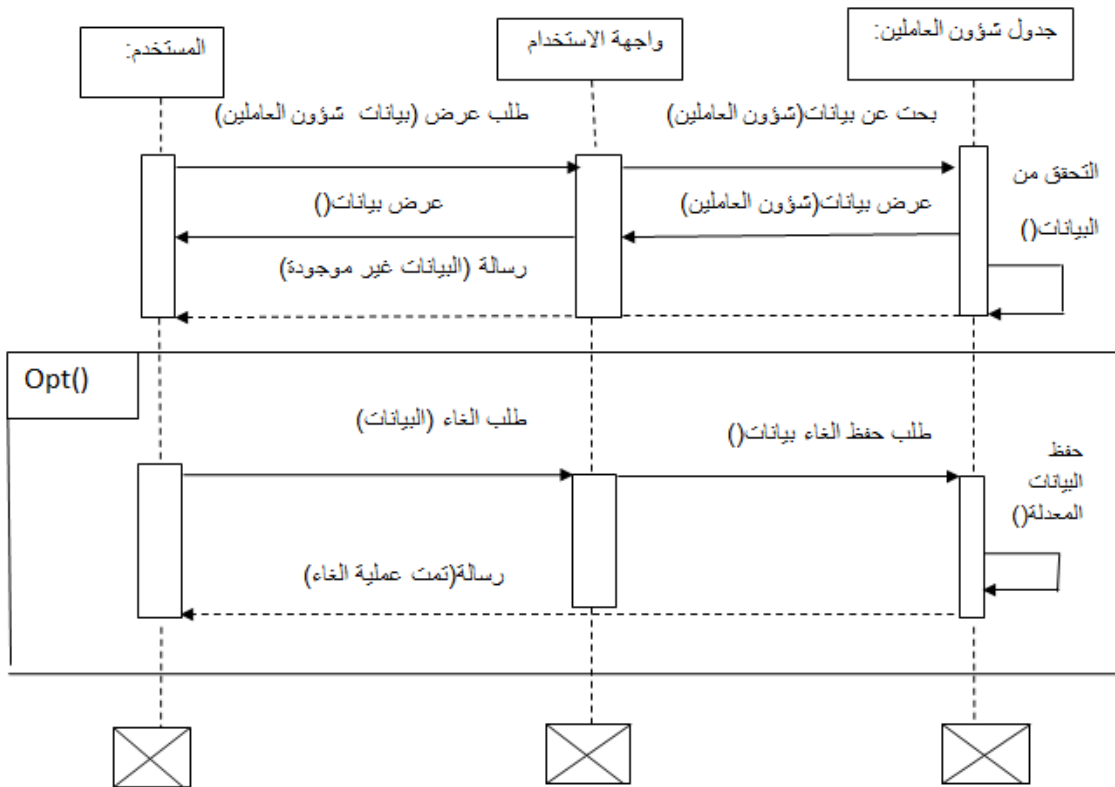 المستخدم:
واجهة الاستخدام
جدول شؤون العاملين:
طلب عرض (بيانات شؤون العاملين)
بحت عن بيانات(شؤون العاملين)
التحقق من
البيانات()
عرض بيانات()
عرض بيانات(شؤون العاملين)
رسالة (البيانات غير موجودة)
Opt()
طلب الغاء (البيانات)
طلب حفظ الغاء بيانات()
حفظ
البيانات
المعدلة()
رسالة(تمت عملية الغاء)